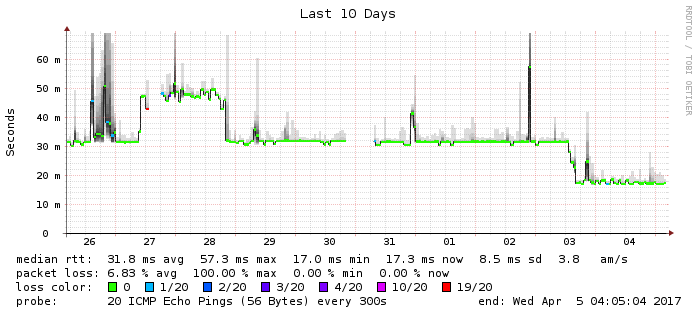 Last 10 Days
RRDTOOL / TOBI OETIKER
Seconds
60 m
50 m
40 m
30 m
20 m
10 m
0
26 27 28 29 30 31 01 02 03 04
median rtt: 31.8 ms avg 57.3 ms max 17.0 ms min 17.3 ms now 8.5 ms sd 3.8 am/s
packet loss: 6.83 % avg 100.00 % max 0.00 % min 0.00 % now
loss color: 0 1/20 2/20 3/20 4/20 10/20 19/20
probe: 20 ICMP Echo Pings (56 Bytes) every 300s end: Wed Apr 5 04:05:04 2017